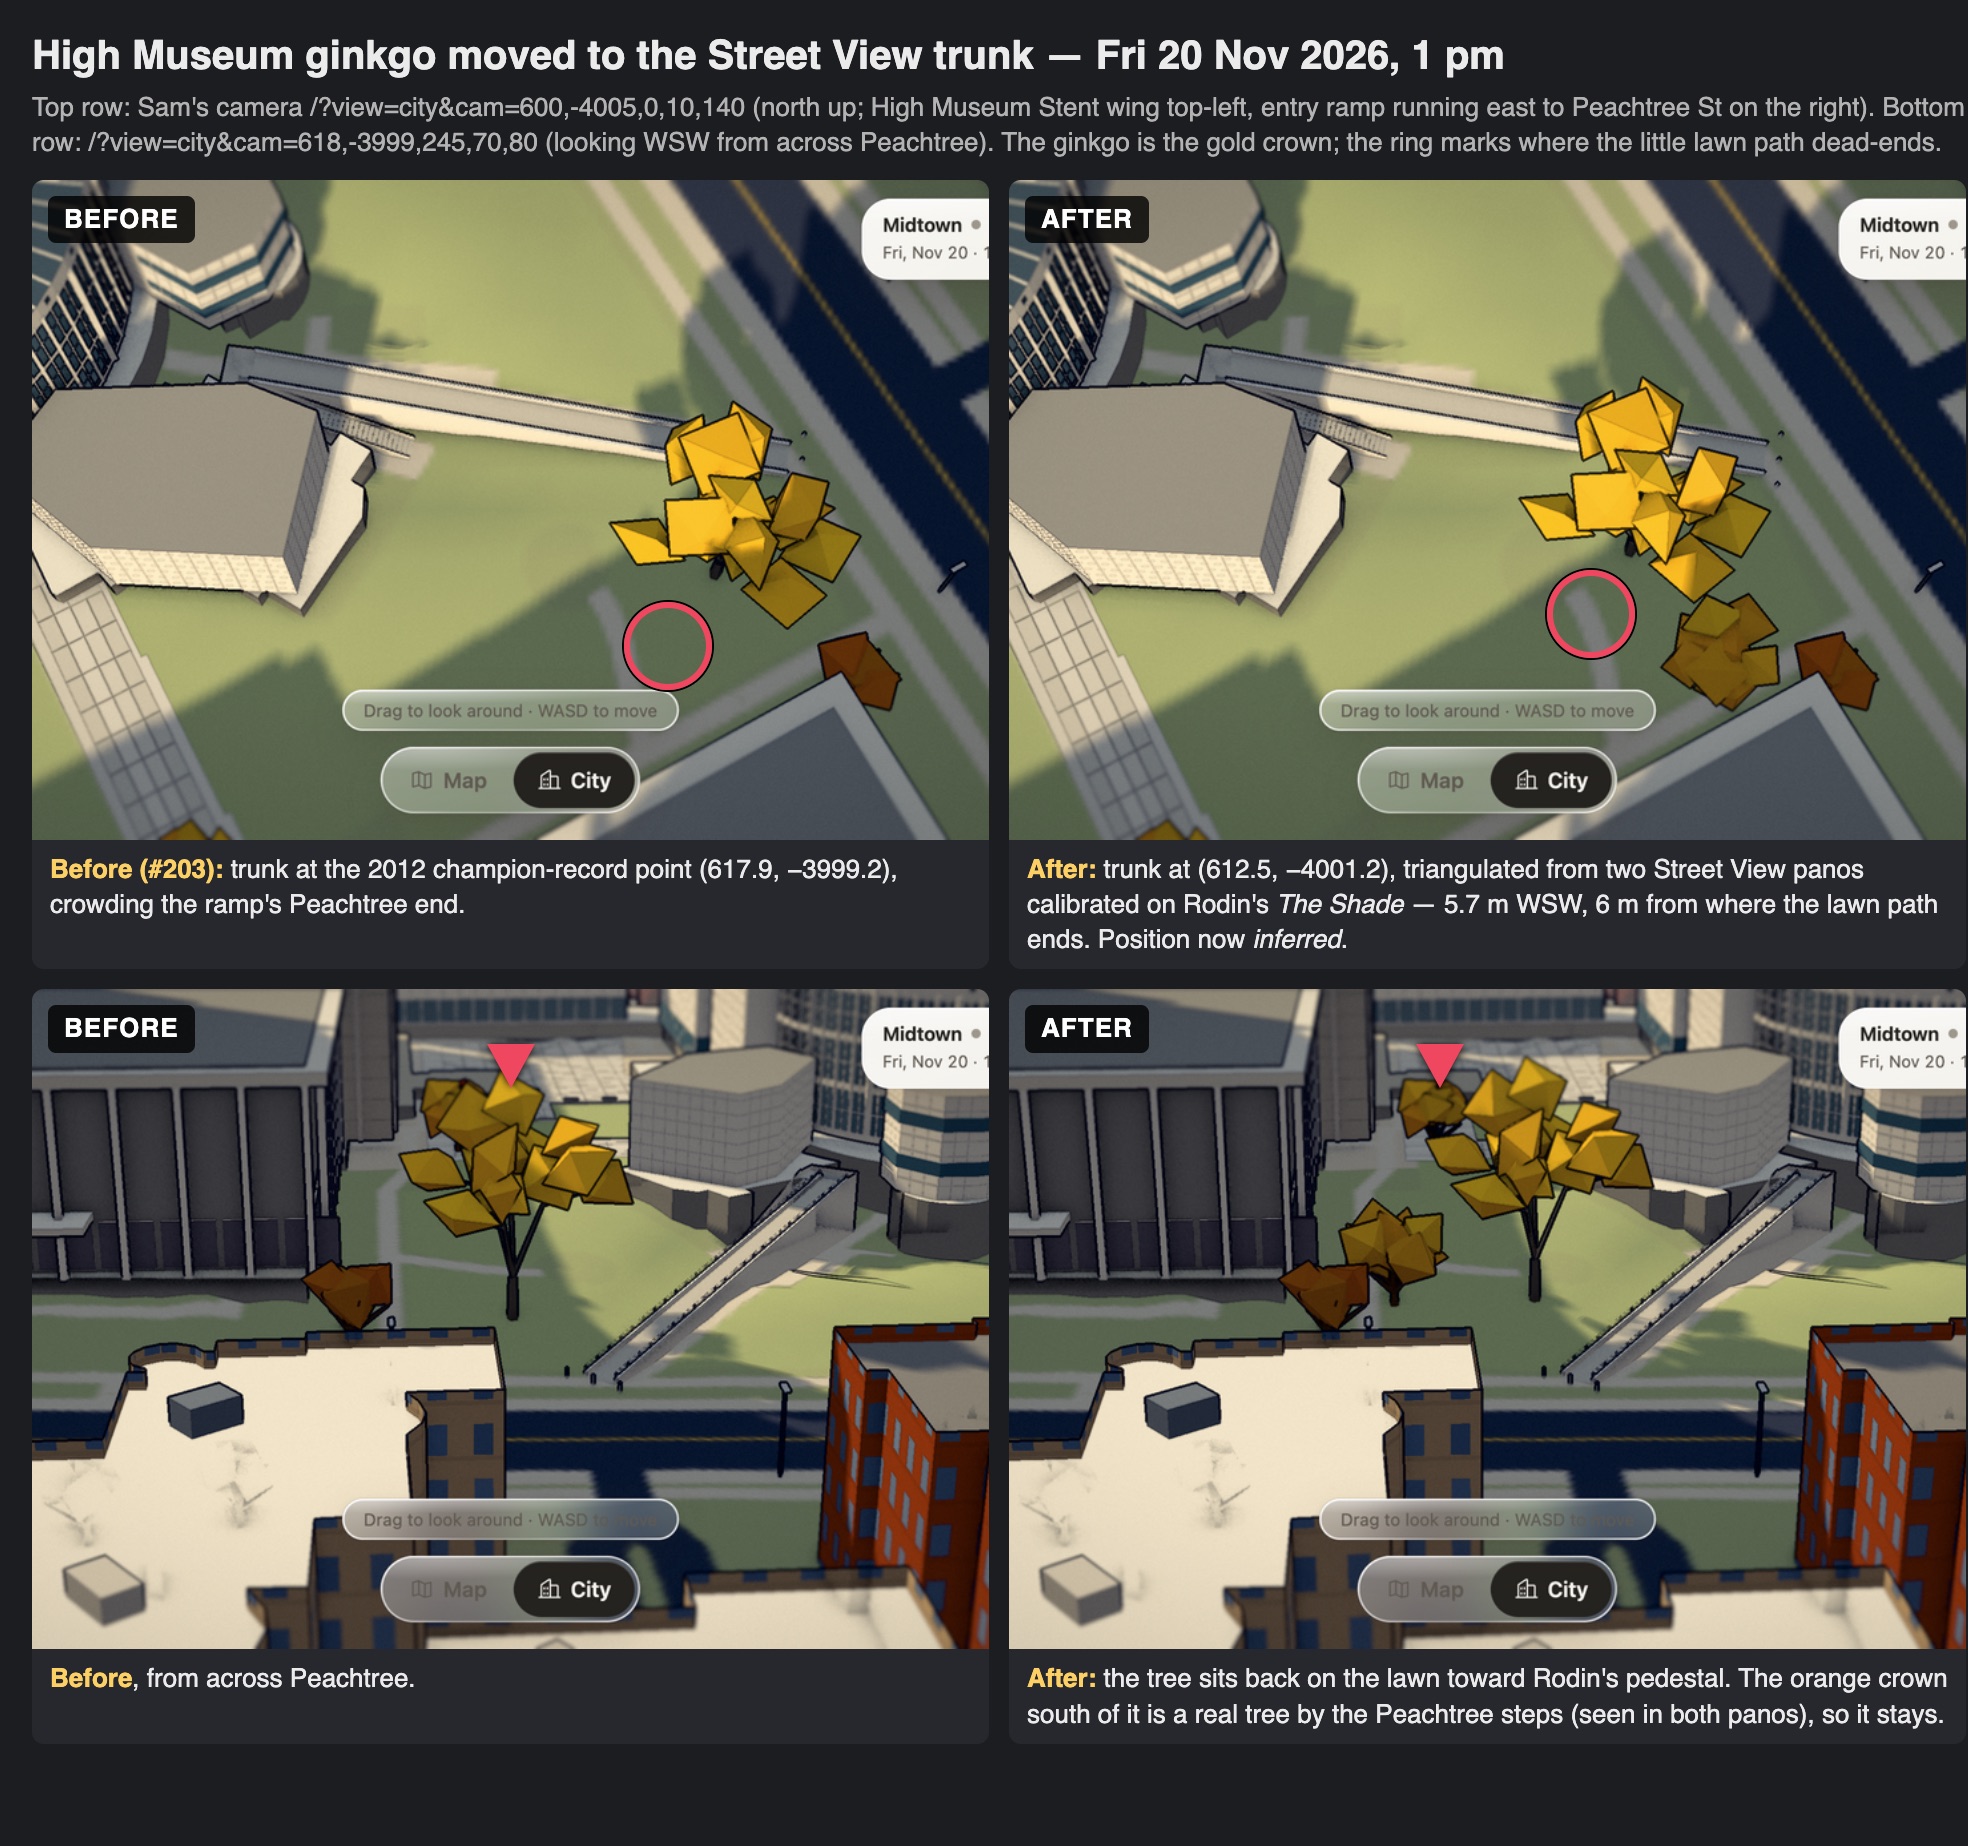 High Museum ginkgo moved to the Street View trunk — Fri 20 Nov 2026, 1 pm
Top row: Sam's camera /?view=city&cam=600,-4005,0,10,140 (north up; High Museum Stent wing top-left, entry ramp running east to Peachtree St on the right). Bottom
row: /?view=city&cam=618,-3999,245,70,80 (looking WSW from across Peachtree). The ginkgo is the gold crown; the ring marks where the little lawn path dead-ends.
BEFORE
Midtown
Fri, Nov 20 · 1
Drag to look around · WASD to move
Map
City
AFTER
Midtown
Fri, Nov 20 · 1
Drag to look around · WASD to move
Map
City
Before (#203): trunk at the 2012 champion-record point (617.9, −3999.2),
crowding the ramp's Peachtree end.
After: trunk at (612.5, −4001.2), triangulated from two Street View panos
calibrated on Rodin's The Shade — 5.7 m WSW, 6 m from where the lawn path
ends. Position now inferred.
BEFORE
Midtown
Fri, Nov 20 · 1
Drag to look around · WASD to move
Map
City
AFTER
Midtown
Fri, Nov 20 · 1
Drag to look around · WASD to move
Map
City
Before, from across Peachtree.
After: the tree sits back on the lawn toward Rodin's pedestal. The orange crown
south of it is a real tree by the Peachtree steps (seen in both panos), so it stays.